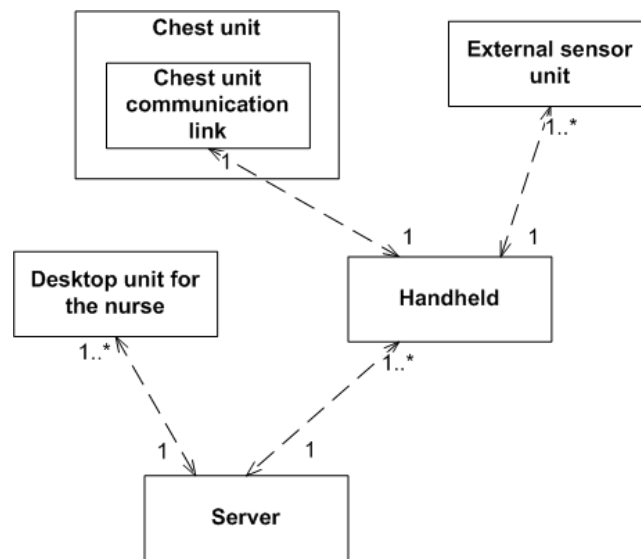 Chest unit
Chest unit
communication
link
1
External sensor
unit
1..*
1
1
Desktop unit for
the nurse
1..*
Handheld
1..*
1
1
Server